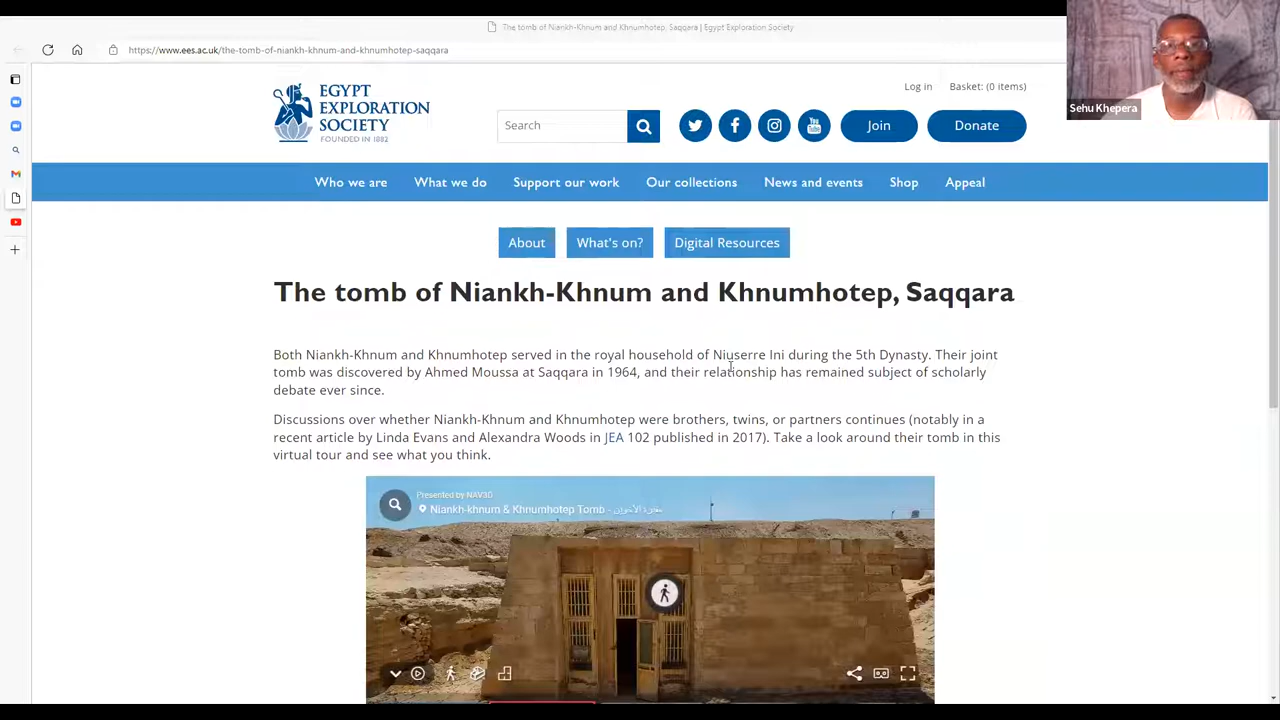 The tomb of Niankh-Khnum and Khnumhotep, Saqqara | Egypt Exploration Society
https://www.ees.ac.uk/the-tomb-of-niankh-khnum-and-khnumhotep-saqqara
Sehu Khepera
Log in
Basket: (0 items)
EGYPT
EXPLORATION
SOCIETY
FOUNDED IN 1882
Search
Join
Donate
Who we are
What we do
Support our work
Our collections
News and events
Shop
Appeal
About
What's on?
Digital Resources
The tomb of Niankh-Khnum and Khnumhotep, Saqqara
Both Niankh-Khnum and Khnumhotep served in the royal household of Niuserre Ini during the 5th Dynasty. Their joint
tomb was discovered by Ahmed Moussa at Saqqara in 1964, and their relationship has remained subject of scholarly
debate ever since.
Discussions over whether Niankh-Khnum and Khnumhotep were brothers, twins, or partners continues (notably in a
recent article by Linda Evans and Alexandra Woods in JEA 102 published in 2017). Take a look around their tomb in this
virtual tour and see what you think.
Presented by NAV3D
Niankh-khnum & Khnumhotep Tomb -